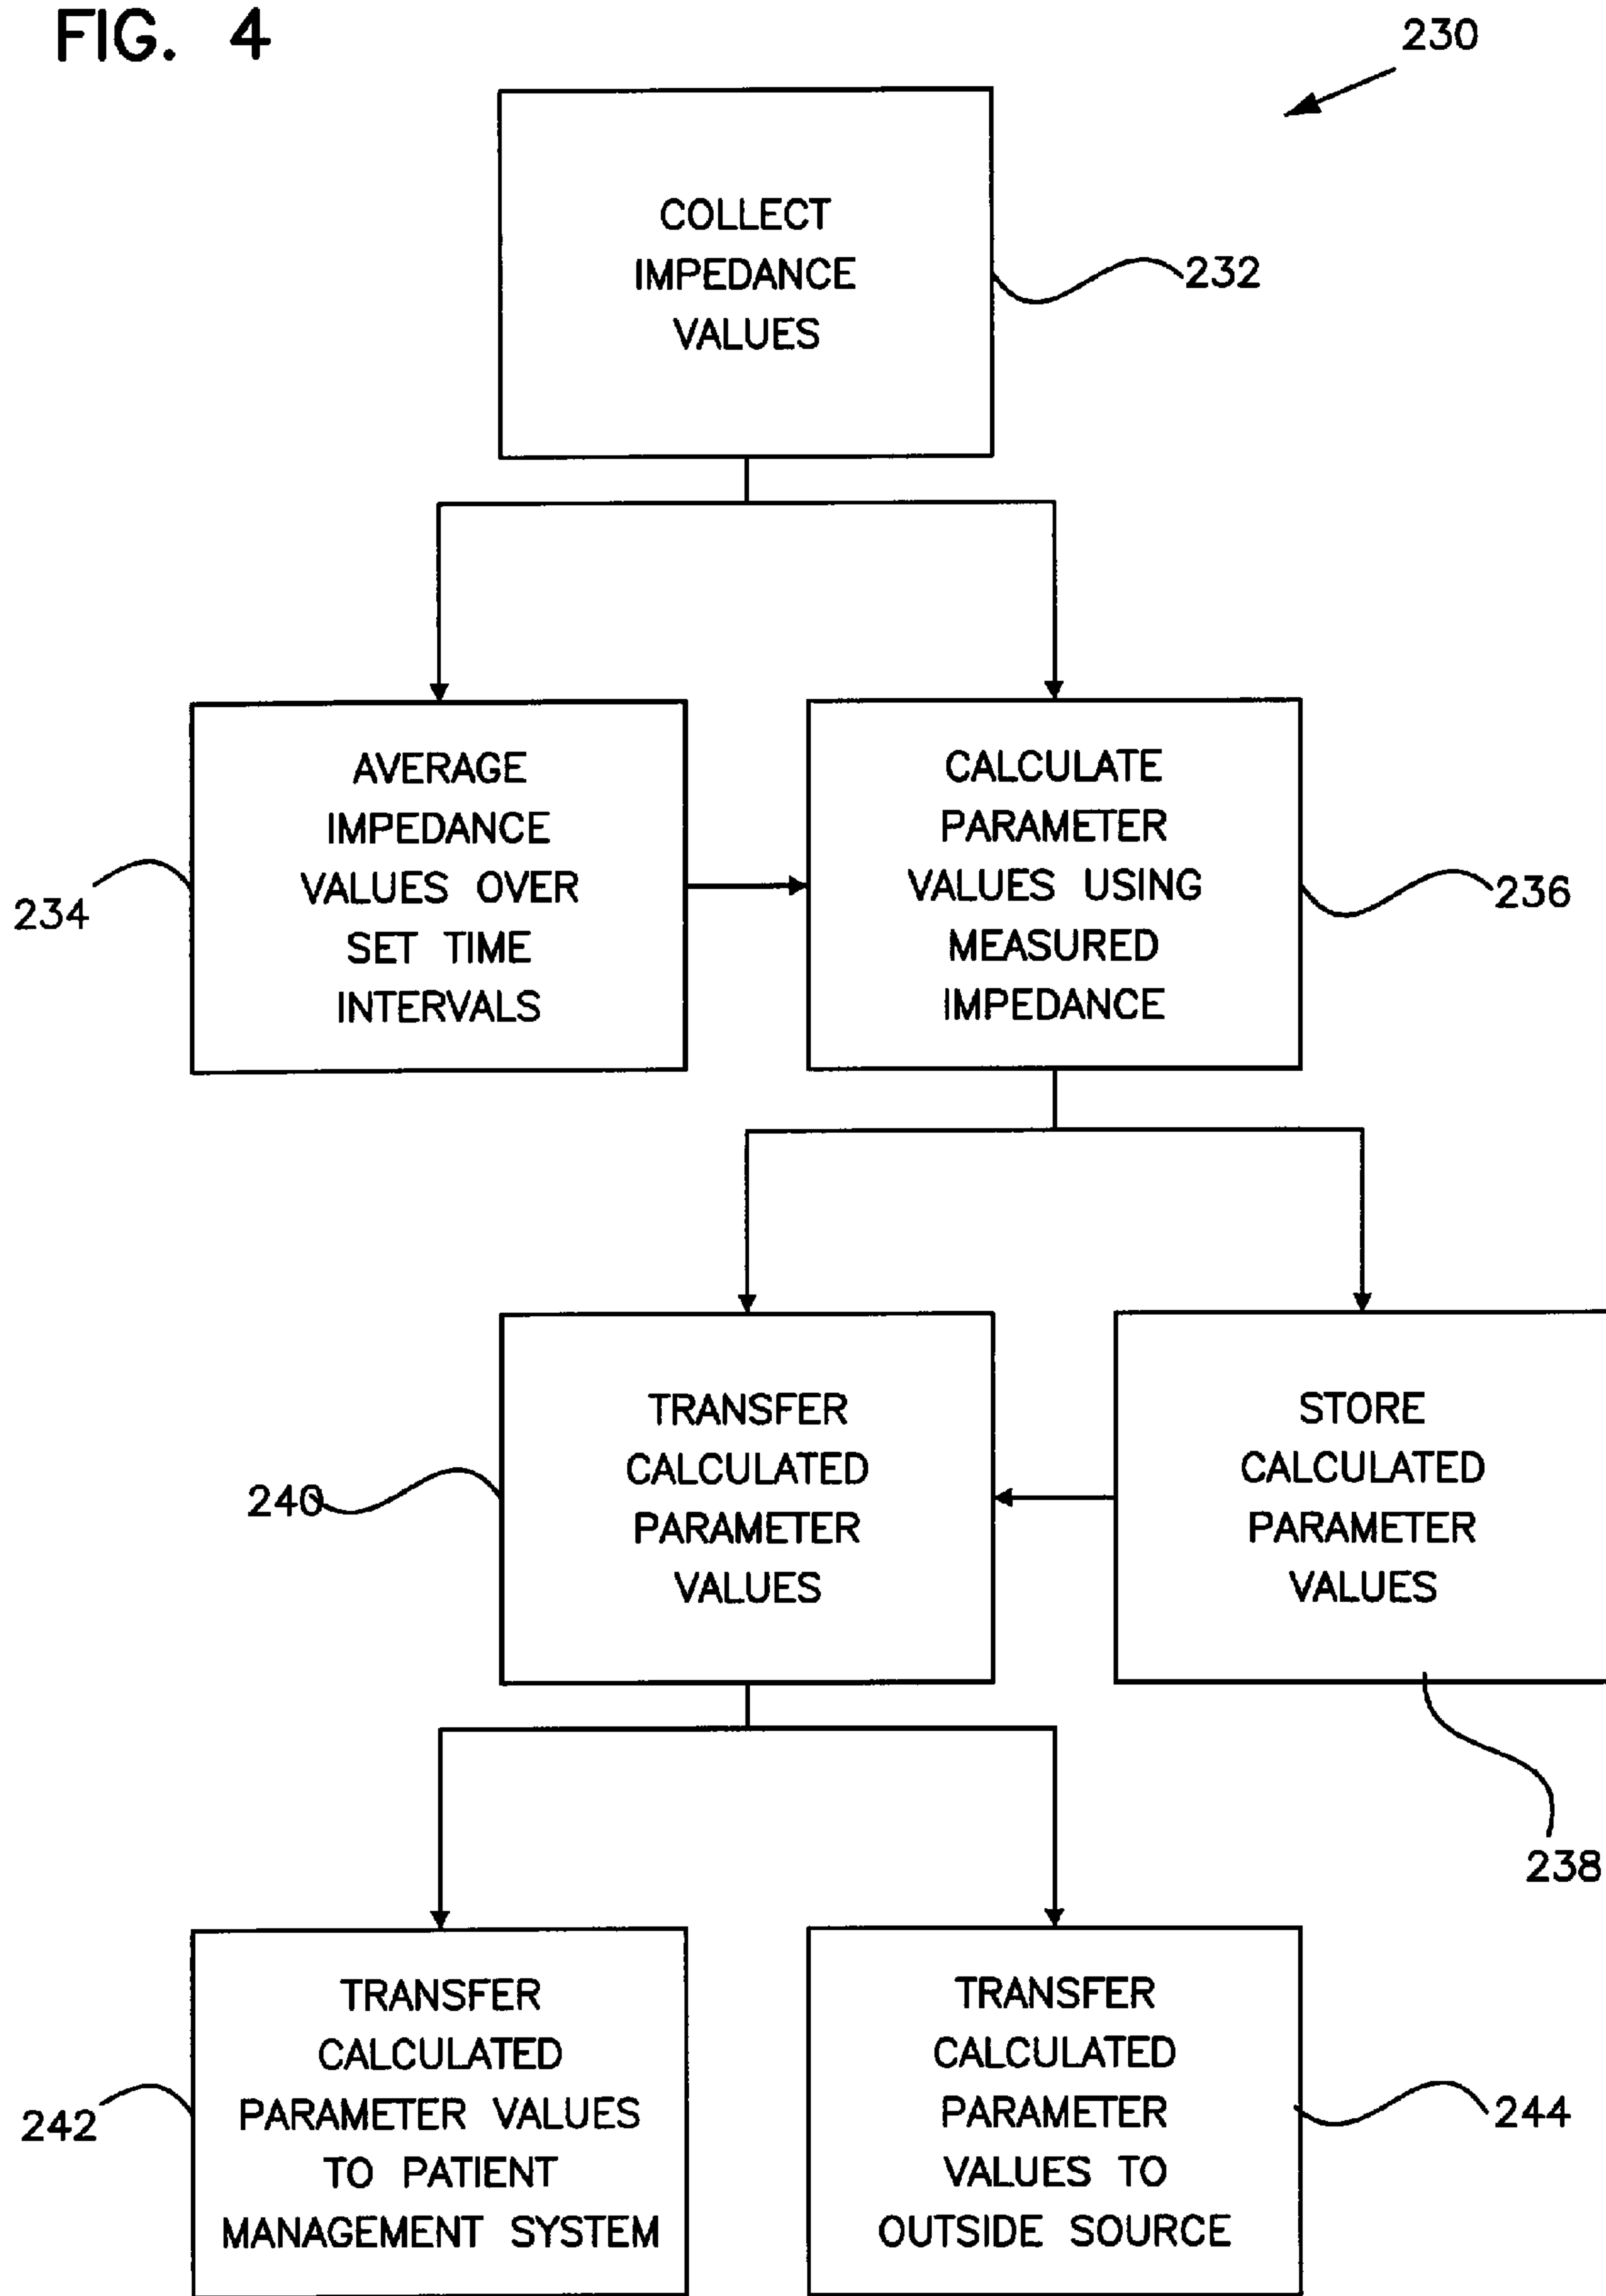 FIG. 4
230
COLLECT
IMPEDANCE
VALUES
232
AVERAGE
IMPEDANCE
VALUES OVER
SET TIME
INTERVALS
234
CALCULATE
PARAMETER
VALUES USING
MEASURED
IMPEDANCE
236
TRANSFER
CALCULATED
PARAMETER
VALUES
240
STORE
CALCULATED
PARAMETER
VALUES
238
TRANSFER
CALCULATED
PARAMETER VALUES
TO PATIENT
MANAGEMENT SYSTEM
242
TRANSFER
CALCULATED
PARAMETER
VALUES TO
OUTSIDE SOURCE
244